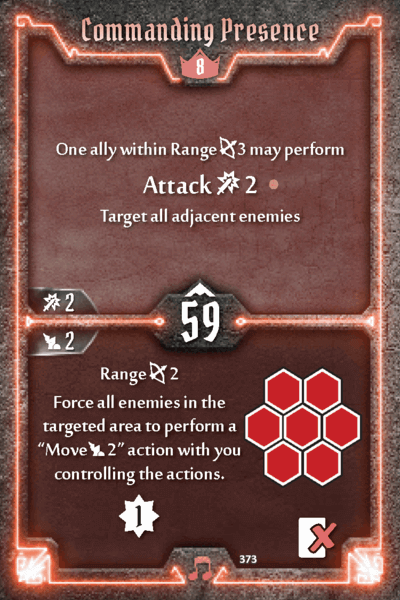 Commanding Presence
8
One ally within Range 3 may perform
Attack 2
Target all adjacent enemies
2
59
2
Range 2
Force all enemies in the
targeted area to perform a
“Move 2” action with you
controlling the actions.
1
373